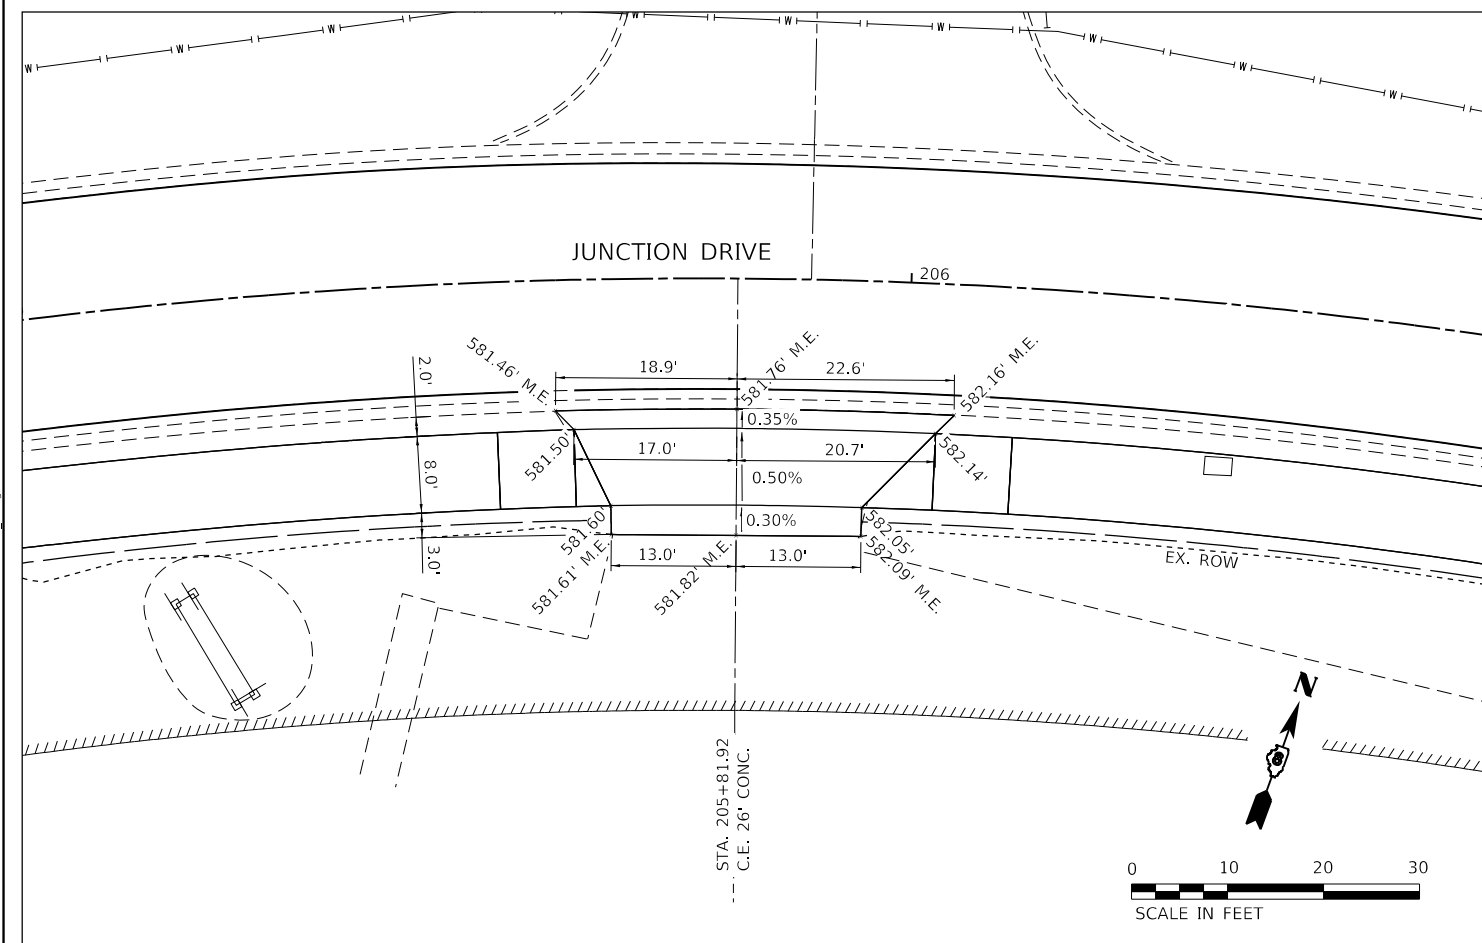 W W W W W W W W W
JUNCTION DRIVE
206
581.46' M.E.
581.76' M.E.
582.16' M.E.
2.0'
18.9'
22.6'
0.35%
581.50'
17.0'
20.7'
582.14'
8.0'
0.50%
0.30%
581.60'
582.05'
3.0'
581.61' M.E.
13.0'
581.82' M.E.
13.0'
582.09' M.E.
EX. ROW
STA. 205+81.92
C.E. 26' CONC.
N
0 10 20 30
SCALE IN FEET